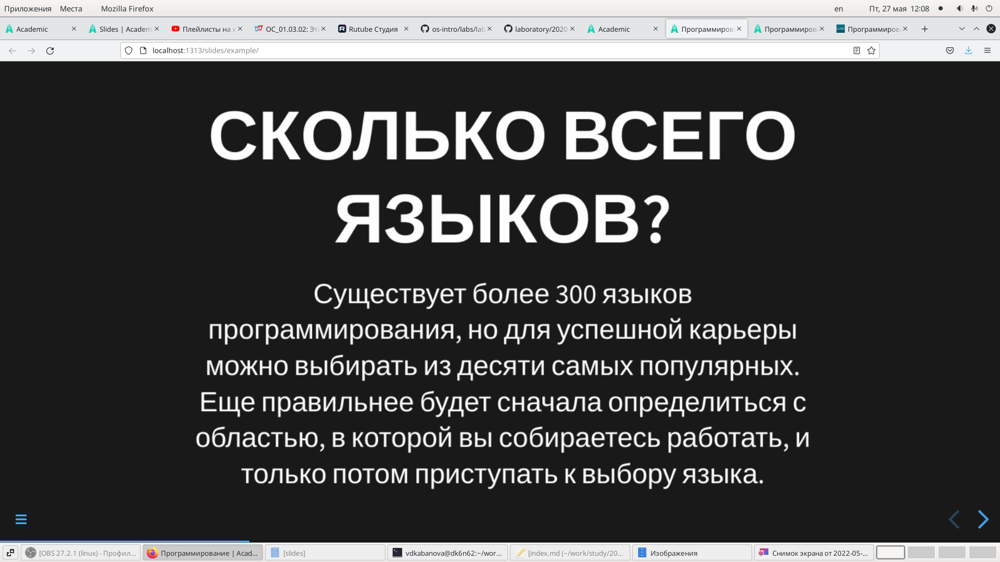 Приложения Места Mozilla Firefox en Пт, 27 мая 12:08
Academic Slides | Academ Плейлисты на к ОС_01.03.02: Эта Rutube Студия os-intro/labs/lab laboratory/2020- Academic Программирова Программирова Программирова
localhost:1313/slides/example/
СКОЛЬКО ВСЕГО
ЯЗЫКОВ?
Существует более 300 языков
программирования, но для успешной карьеры
можно выбирать из десяти самых популярных.
Еще правильнее будет сначала определиться с
областью, в которой вы собираетесь работать, и
только потом приступать к выбору языка.
[OBS 27.2.1 (linux) - Профил... Программирование | Acad... [slides] vdkabanova@dk6n62:~/wor... [index.md (~/work/study/20... Изображения Снимок экрана от 2022-05-...